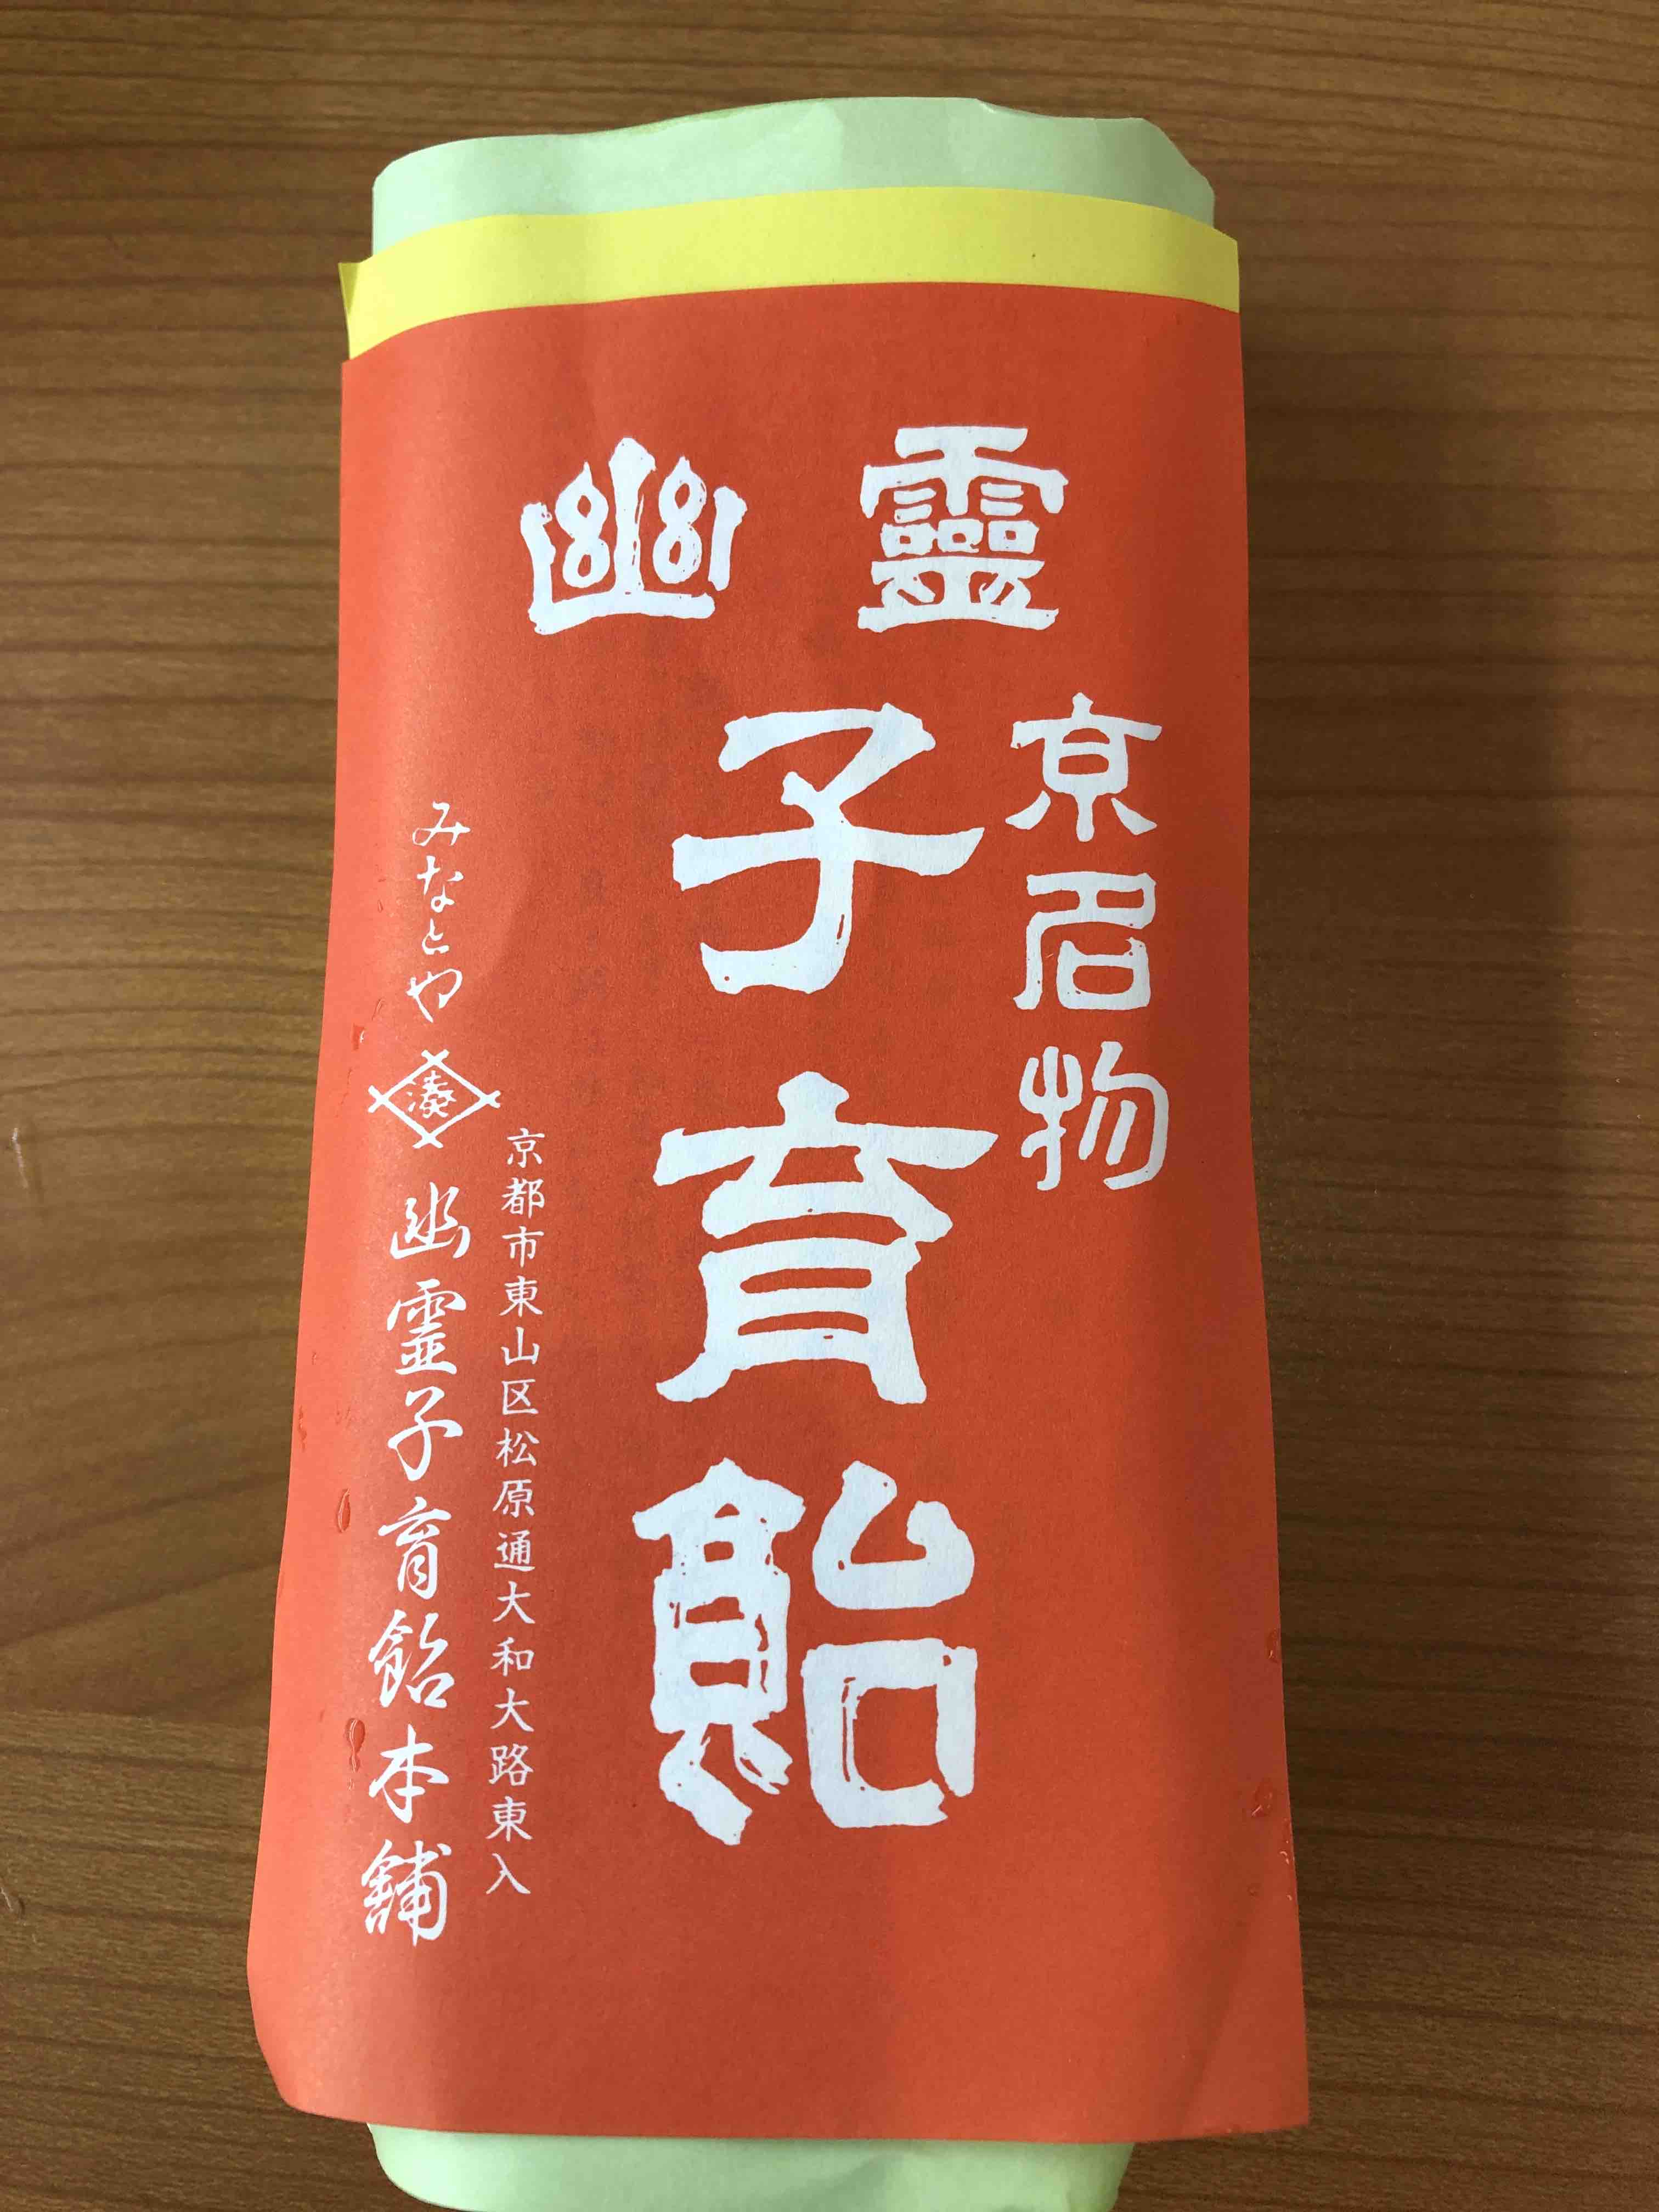 京名物
幽靈
子育飴
京都市東山区松原通大和大路東入
みなとや
湊
幽霊子育飴本舗